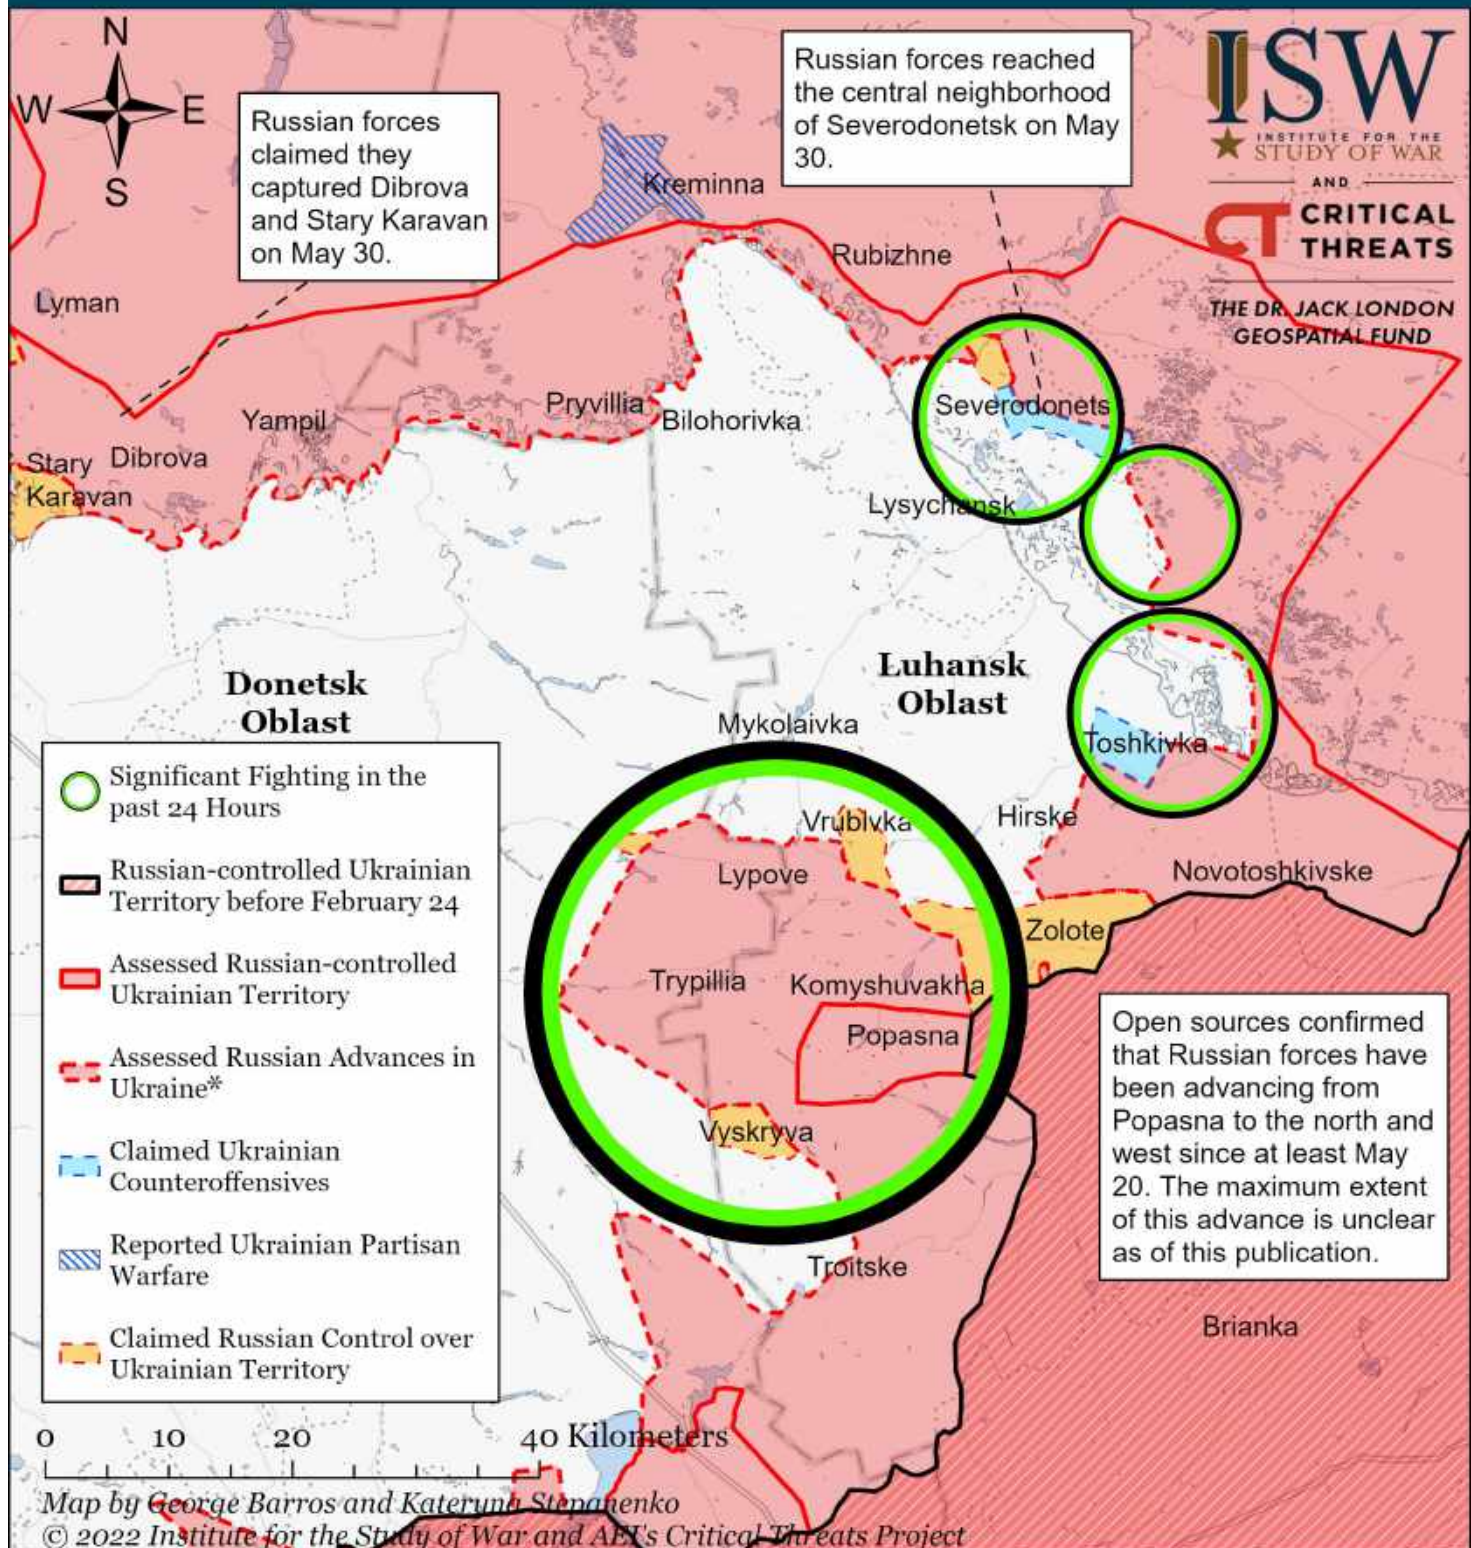 N
W
E
S
Russian forces
claimed they
captured Dibrova
and Stary Karavan
on May 30.
Russian forces reached
the central neighborhood
of Severodonetsk on May
30.
ISW
INSTITUTE FOR THE
STUDY OF WAR
AND
CT CRITICAL
THREATS
THE DR. JACK LONDON
GEOSPATIAL FUND
Kreminna
Rubizhne
Lyman
Severodonets
Pryvillia
Bilohorivka
Yampil
Stary
Karavan
Dibrova
Lysychansk
Donetsk
Oblast
Luhansk
Oblast
Mykolaivka
Toshkivka
Vrubivka
Hirske
Lypove
Novotoshkivske
Zolote
Trypillia
Komyshuvakha
Popasna
Vyskryva
Troitske
Brianka
Significant Fighting in the
past 24 Hours
Russian-controlled Ukrainian
Territory before February 24
Assessed Russian-controlled
Ukrainian Territory
Assessed Russian Advances in
Ukraine*
Claimed Ukrainian
Counteroffensives
Reported Ukrainian Partisan
Warfare
Claimed Russian Control over
Ukrainian Territory
Open sources confirmed
that Russian forces have
been advancing from
Popasna to the north and
west since at least May
20. The maximum extent
of this advance is unclear
as of this publication.
0 10 20 40 Kilometers
Map by George Barros and Kateryna Stepanenko
© 2022 Institute for the Study of War and AEI's Critical Threats Project